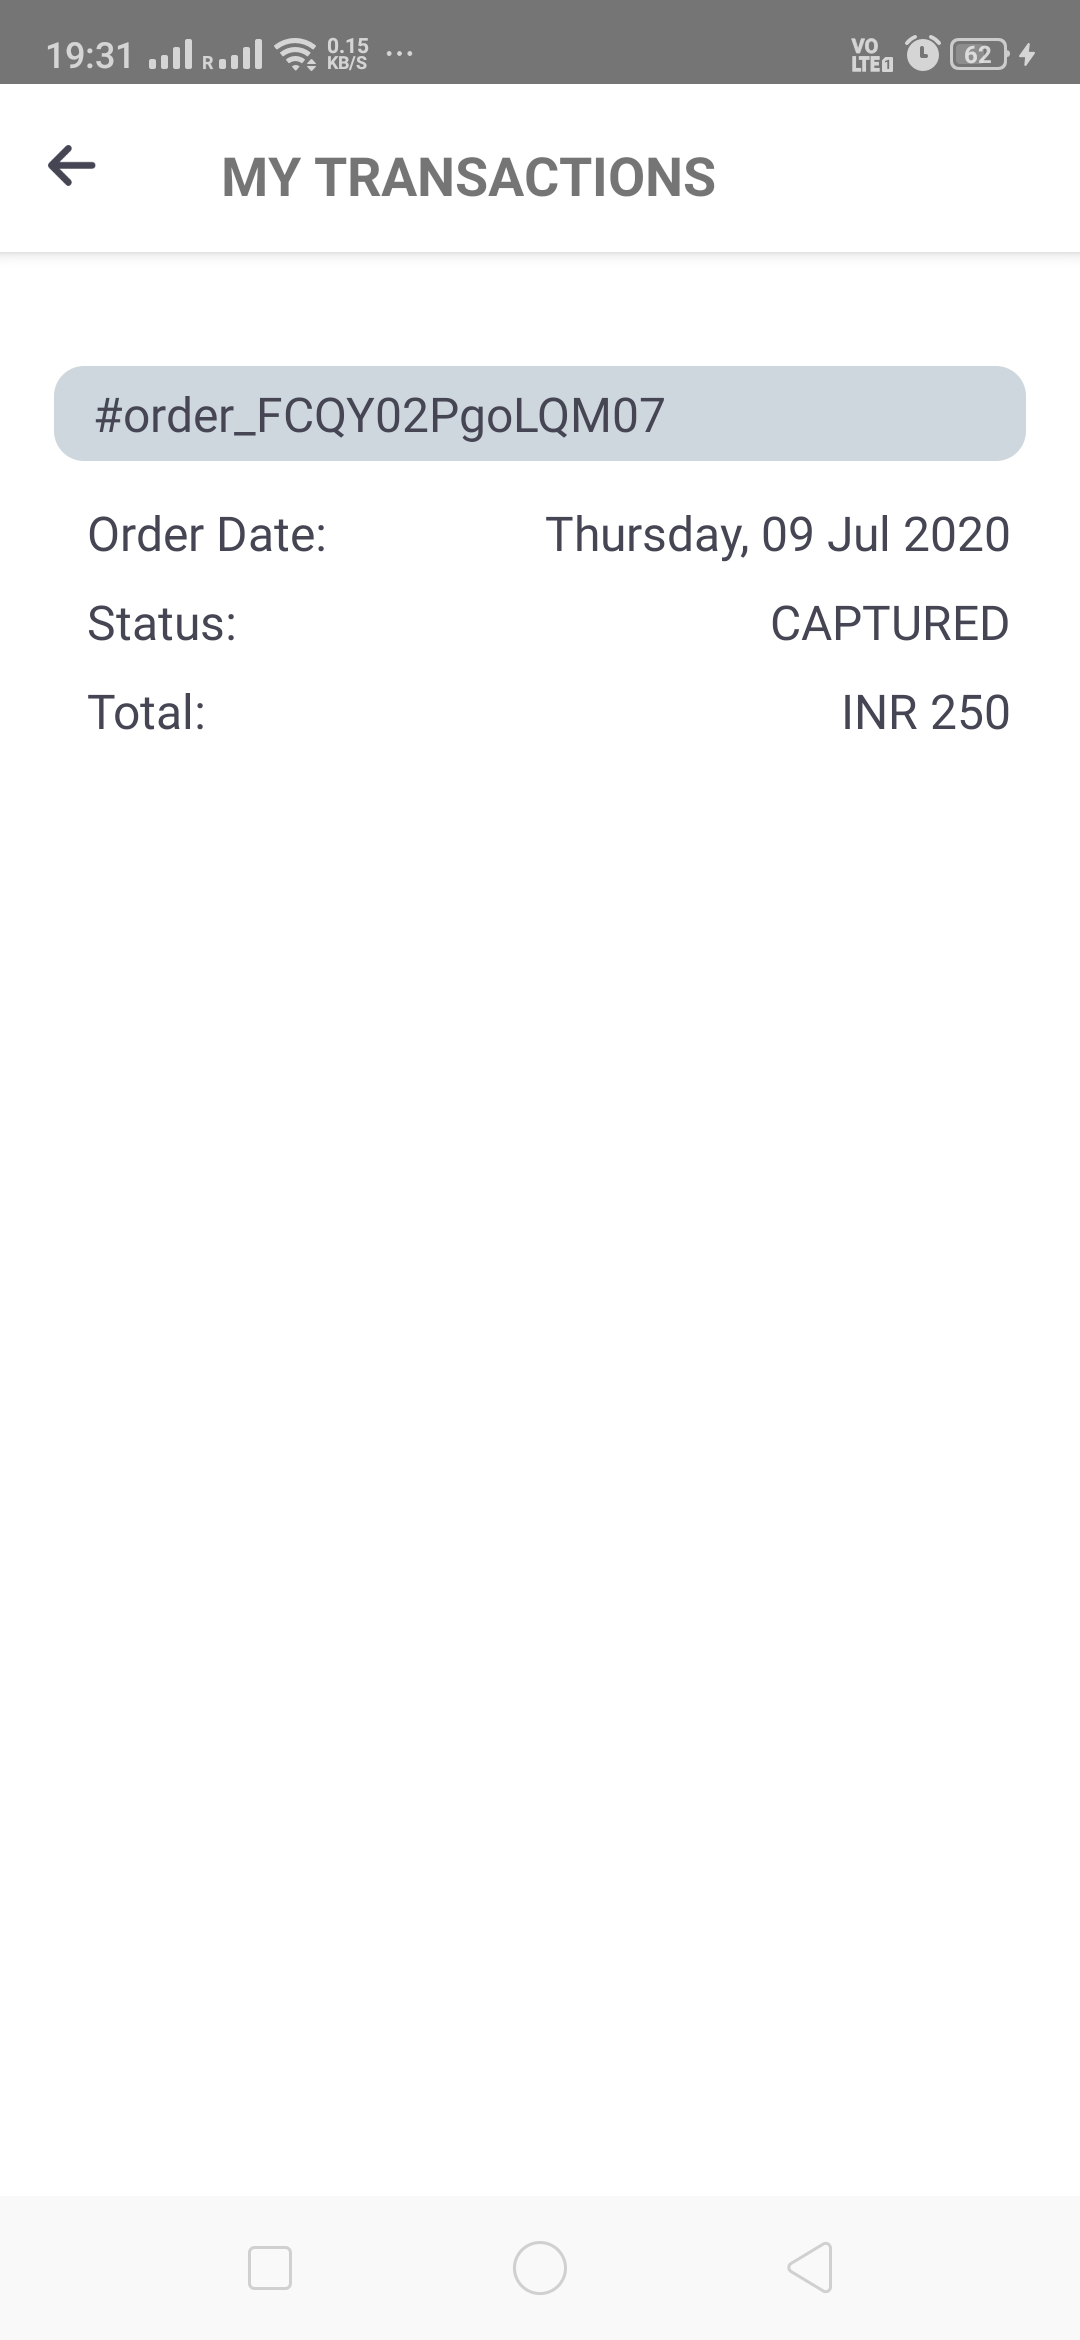 19:31 R 0.15 KB/S ... VO LTE1 62
MY TRANSACTIONS
#order_FCQY02PgoLQM07
Order Date: Thursday, 09 Jul 2020
Status: CAPTURED
Total: INR 250